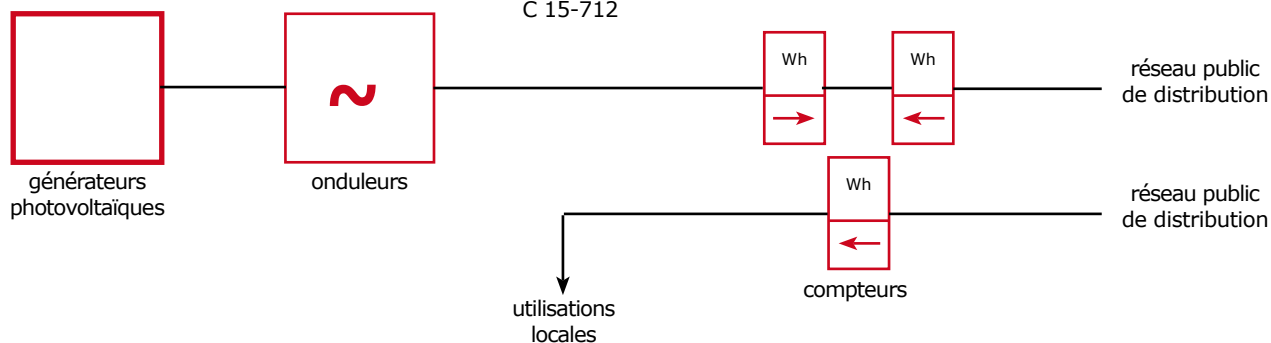 C 15-712
Wh
Wh
réseau public
de distribution
générateurs
photovoltaïques
onduleurs
Wh
réseau public
de distribution
compteurs
utilisations
locales